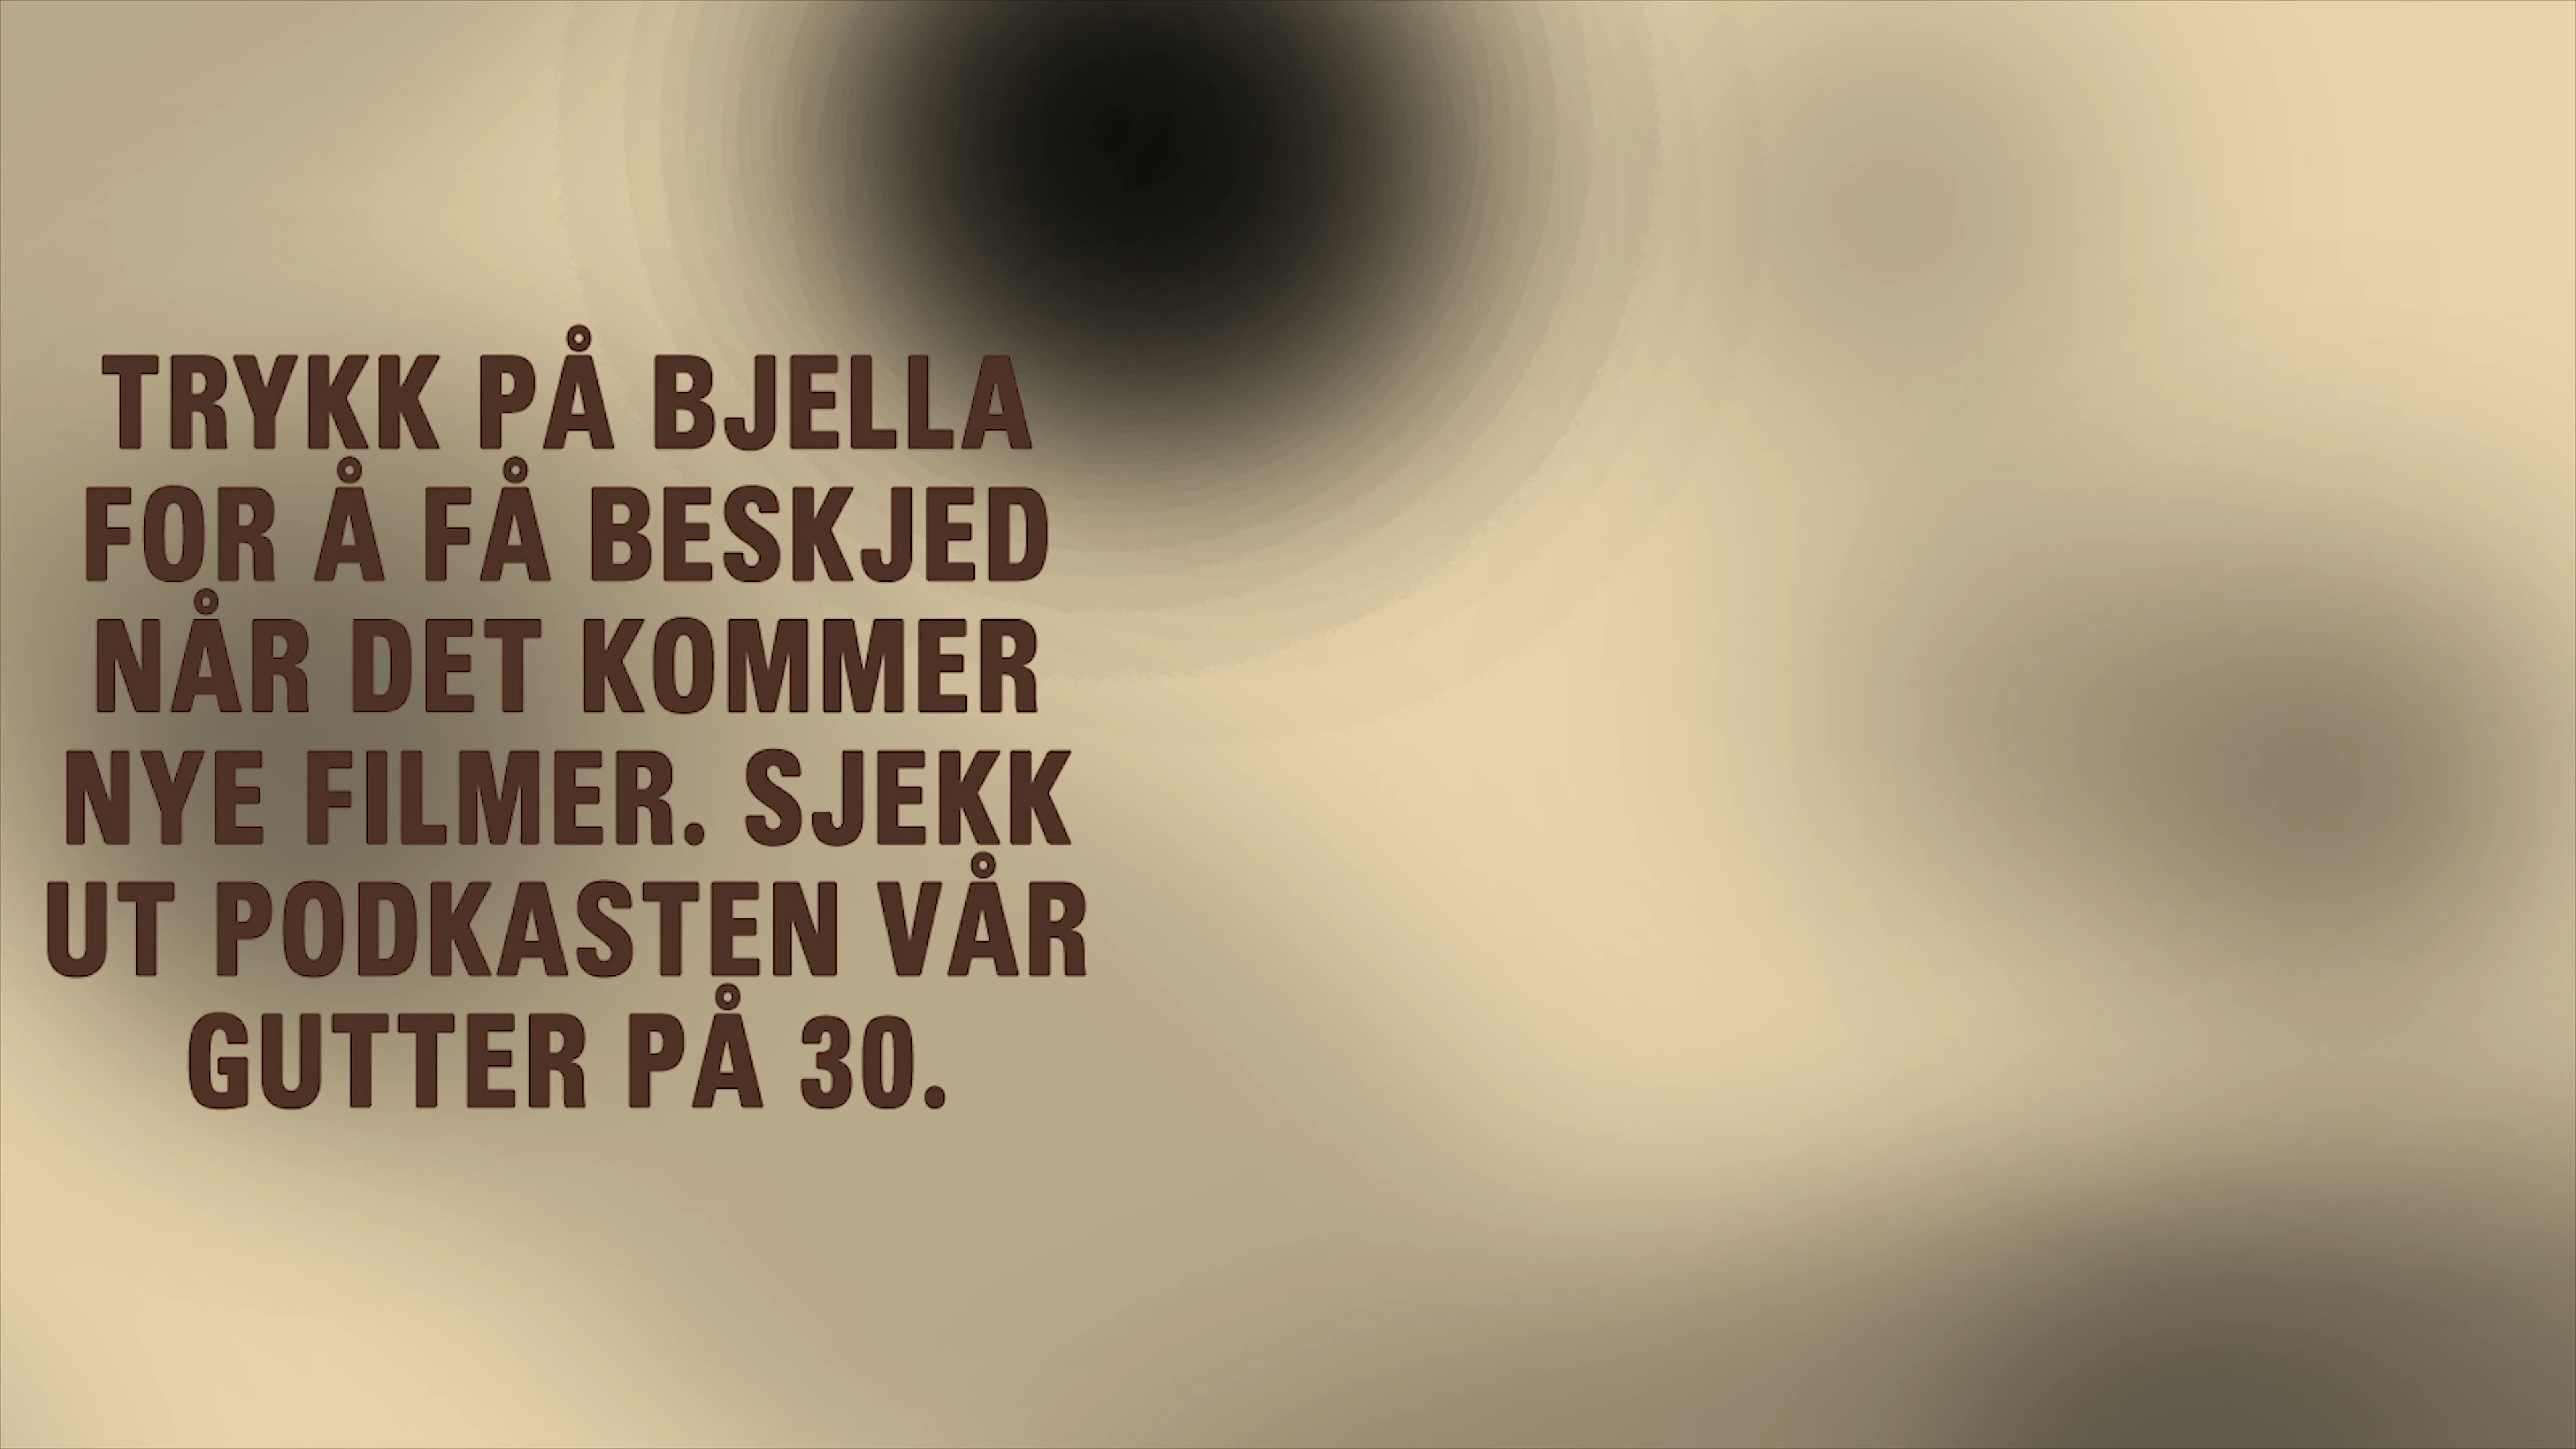 TRYKK PÅ BJELLA
FOR Å FÅ BESKJED
NÅR DET KOMMER
NYE FILMER. SJEKK
UT PODKASTEN VÅR
GUTTER PÅ 30.